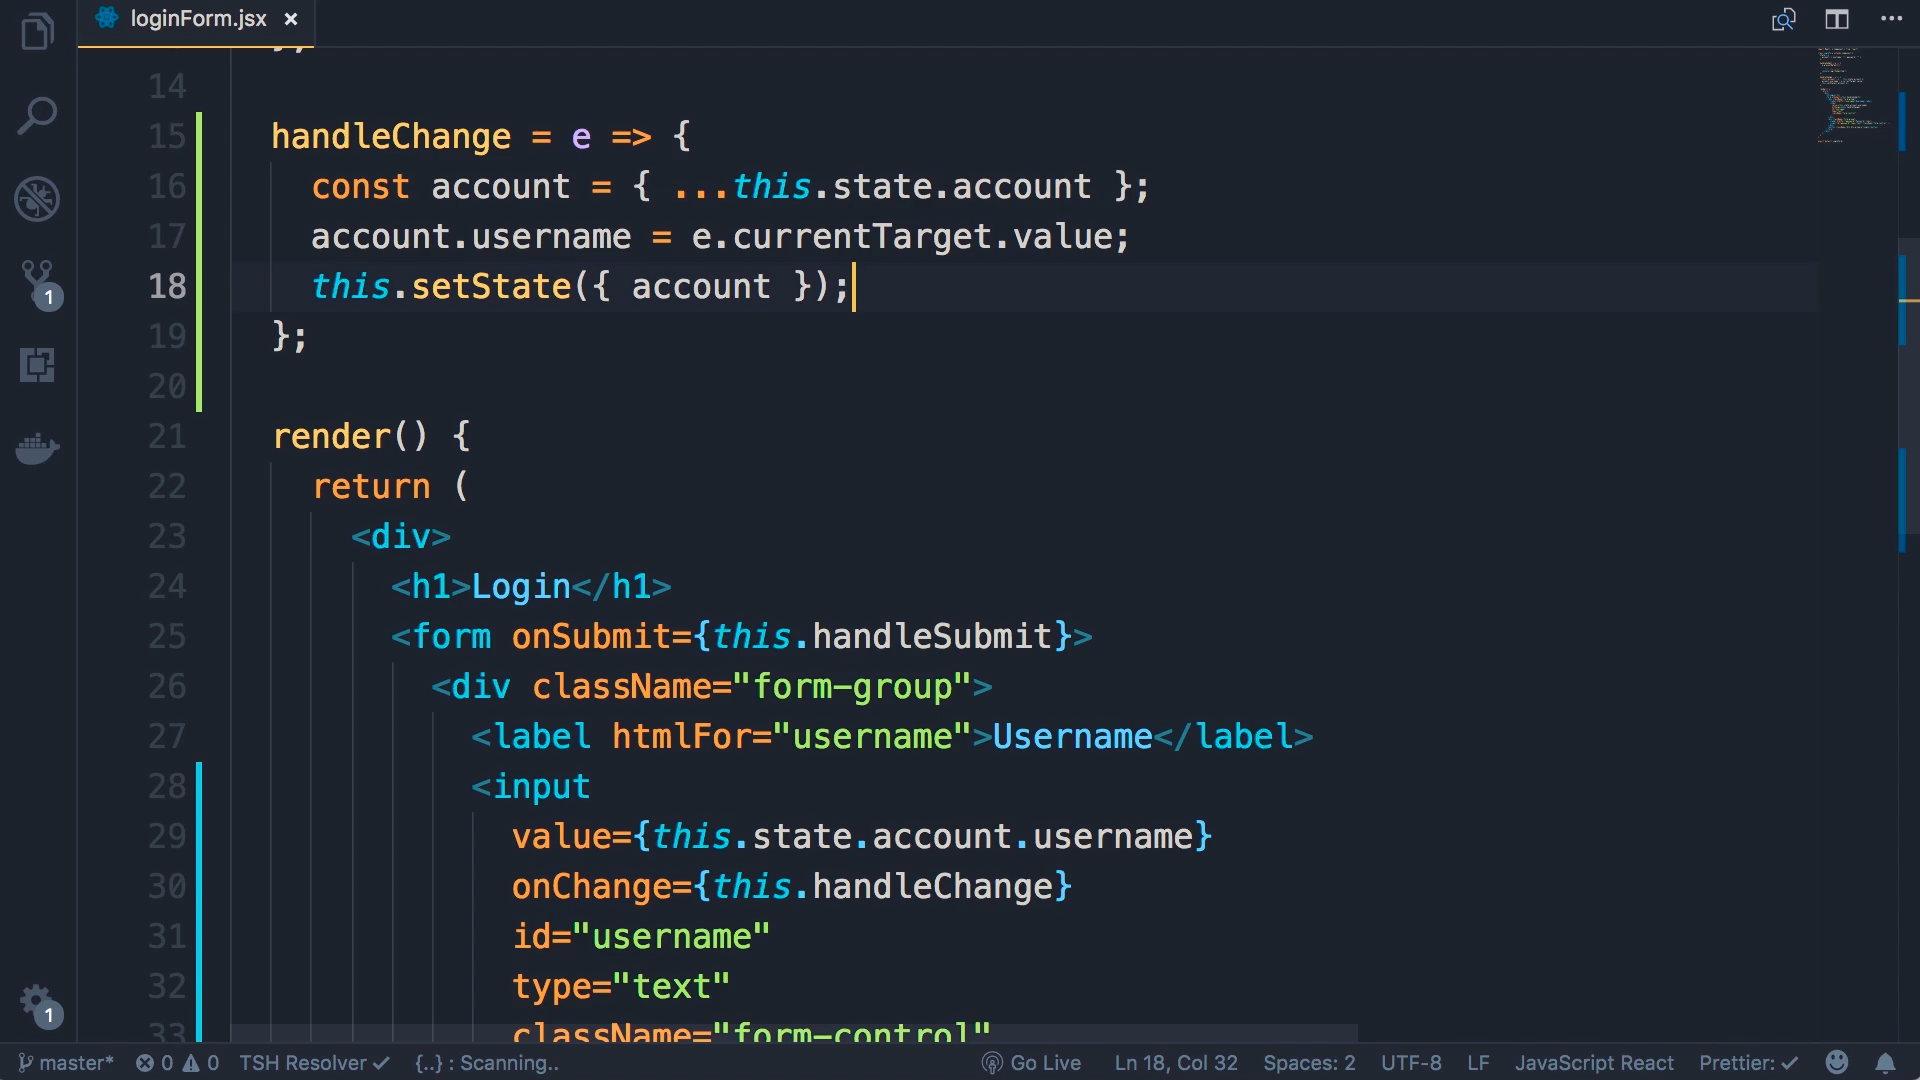 loginForm.jsx ×
14
15 handleChange = e => {
16 const account = { ...this.state.account };
17 account.username = e.currentTarget.value;
18 this.setState({ account });
19 };
20
21 render() {
22 return (
23 <div>
24 <h1>Login</h1>
25 <form onSubmit={this.handleSubmit}>
26 <div className="form-group">
27 <label htmlFor="username">Username</label>
28 <input
29 value={this.state.account.username}
30 onChange={this.handleChange}
31 id="username"
32 type="text"
33 className="form-control"
1
1
master* 0 0 TSH Resolver ✓ {..} : Scanning.. Go Live Ln 18, Col 32 Spaces: 2 UTF-8 LF JavaScript React Prettier: ✓